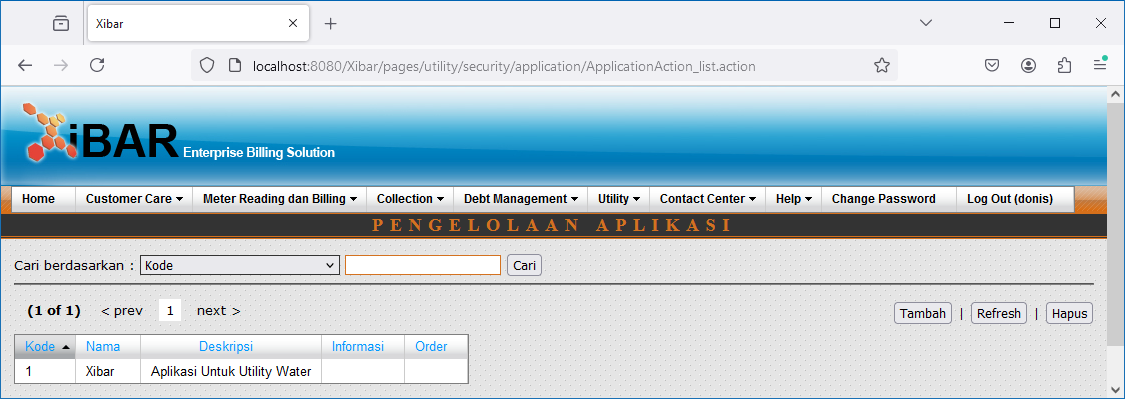 Xibar
localhost:8080/Xibar/pages/utility/security/application/ApplicationAction_list.action
iBAR Enterprise Billing Solution
Home Customer Care Meter Reading dan Billing Collection Debt Management Utility Contact Center Help Change Password Log Out (donis)
PENGELOLAAN APLIKASI
Cari berdasarkan : Kode Cari
(1 of 1) < prev 1 next > Tambah | Refresh | Hapus
Kode Nama Deskripsi Informasi Order
1 Xibar Aplikasi Untuk Utility Water